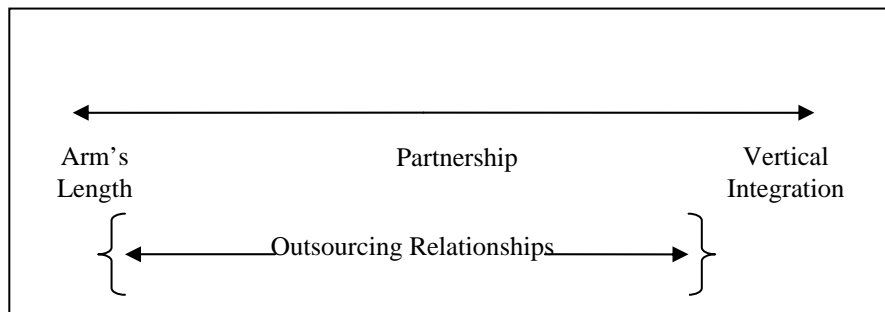 Arm’s Partnership Vertical
Length Integration
Outsourcing Relationships